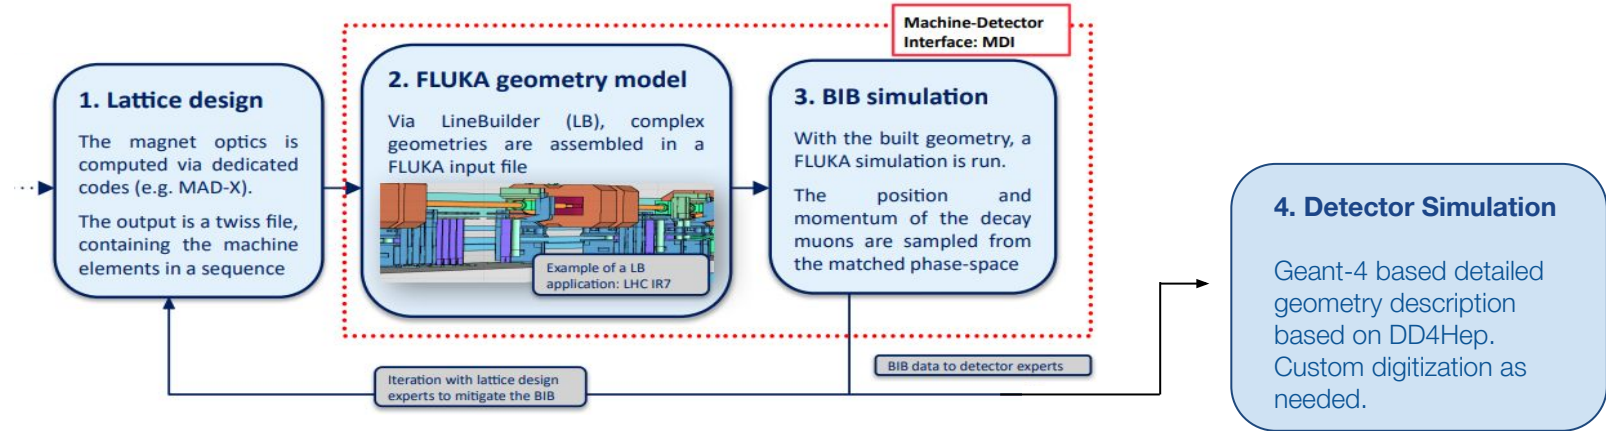 Machine-Detector
Interface: MDI
1. Lattice design
The magnet optics is
computed via dedicated
codes (e.g. MAD-X).
The output is a twiss file,
containing the machine
elements in a sequence
2. FLUKA geometry model
Via LineBuilder (LB), complex
geometries are assembled in a
FLUKA input file
Example of a LB
application: LHC IR7
3. BIB simulation
With the built geometry, a
FLUKA simulation is run.
The position and
momentum of the decay
muons are sampled from
the matched phase-space
4. Detector Simulation
Geant-4 based detailed
geometry description
based on DD4Hep.
Custom digitization as
needed.
BIB data to detector experts
Iteration with lattice design
experts to mitigate the BIB